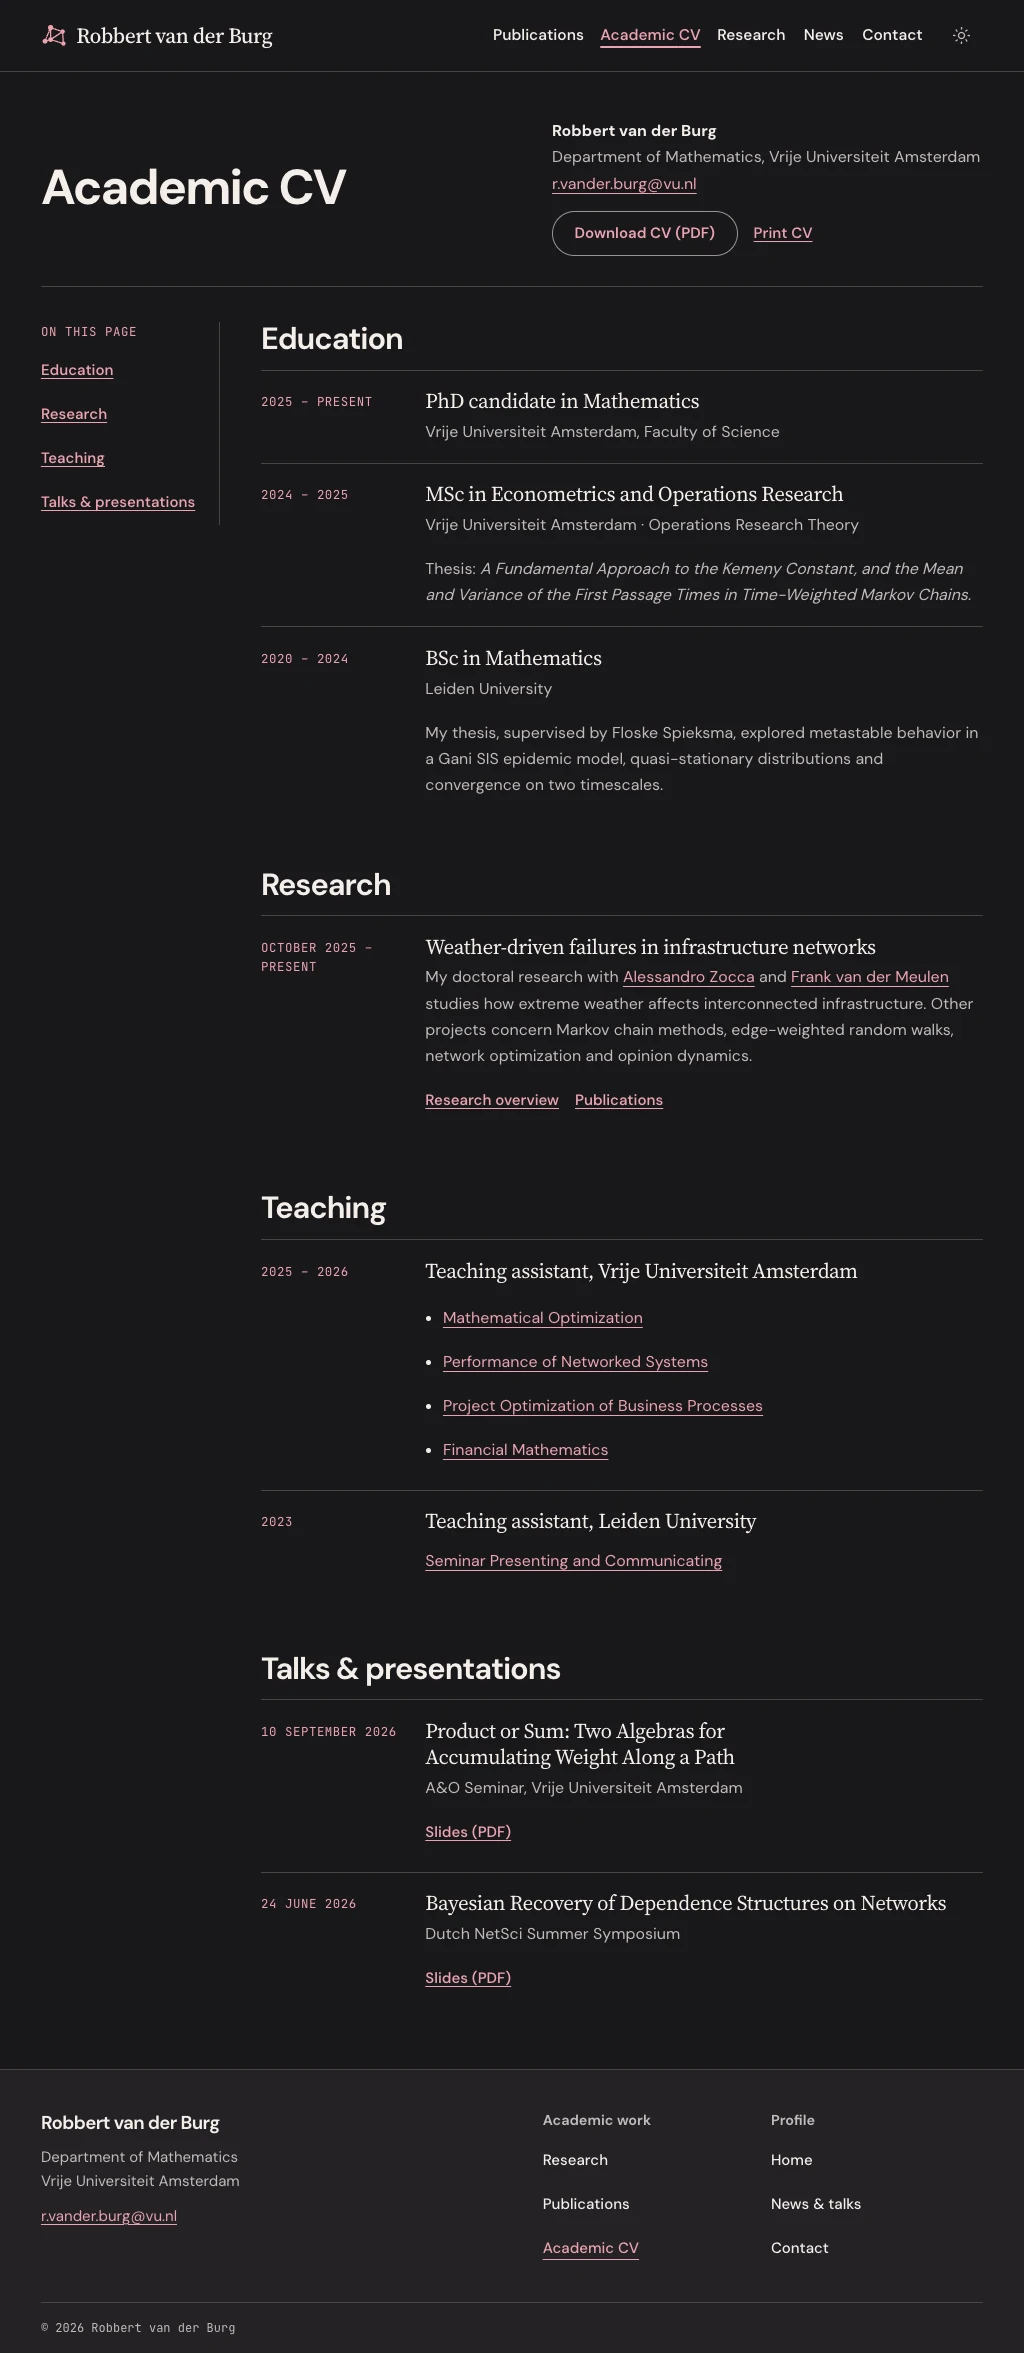 Robbert van der Burg
Publications
Academic CV
Research
News
Contact
Academic CV
Robbert van der Burg
Department of Mathematics, Vrije Universiteit Amsterdam
r.vander.burg@vu.nl
Download CV (PDF)
Print CV
ON THIS PAGE
Education
Research
Teaching
Talks & presentations
Education
2025 – PRESENT
PhD candidate in Mathematics
Vrije Universiteit Amsterdam, Faculty of Science
2024 – 2025
MSc in Econometrics and Operations Research
Vrije Universiteit Amsterdam · Operations Research Theory
Thesis: A Fundamental Approach to the Kemeny Constant, and the Mean
and Variance of the First Passage Times in Time-Weighted Markov Chains.
2020 – 2024
BSc in Mathematics
Leiden University
My thesis, supervised by Floske Spieksma, explored metastable behavior in
a Gani SIS epidemic model, quasi-stationary distributions and
convergence on two timescales.
Research
OCTOBER 2025 –
PRESENT
Weather-driven failures in infrastructure networks
My doctoral research with Alessandro Zocca and Frank van der Meulen
studies how extreme weather affects interconnected infrastructure. Other
projects concern Markov chain methods, edge-weighted random walks,
network optimization and opinion dynamics.
Research overview
Publications
Teaching
2025 – 2026
Teaching assistant, Vrije Universiteit Amsterdam
• Mathematical Optimization
• Performance of Networked Systems
• Project Optimization of Business Processes
• Financial Mathematics
2023
Teaching assistant, Leiden University
Seminar Presenting and Communicating
Talks & presentations
10 SEPTEMBER 2026
Product or Sum: Two Algebras for
Accumulating Weight Along a Path
A&O Seminar, Vrije Universiteit Amsterdam
Slides (PDF)
24 JUNE 2026
Bayesian Recovery of Dependence Structures on Networks
Dutch NetSci Summer Symposium
Slides (PDF)
Robbert van der Burg
Department of Mathematics
Vrije Universiteit Amsterdam
r.vander.burg@vu.nl
Academic work
Research
Publications
Academic CV
Profile
Home
News & talks
Contact
© 2026 Robbert van der Burg